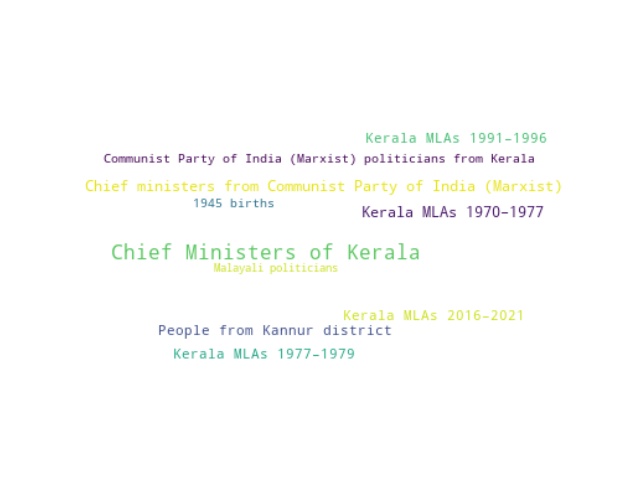 Kerala MLAs 1991–1996
Communist Party of India (Marxist) politicians from Kerala
Chief ministers from Communist Party of India (Marxist)
1945 births
Kerala MLAs 1970–1977
Chief Ministers of Kerala
Malayali politicians
Kerala MLAs 2016–2021
People from Kannur district
Kerala MLAs 1977–1979